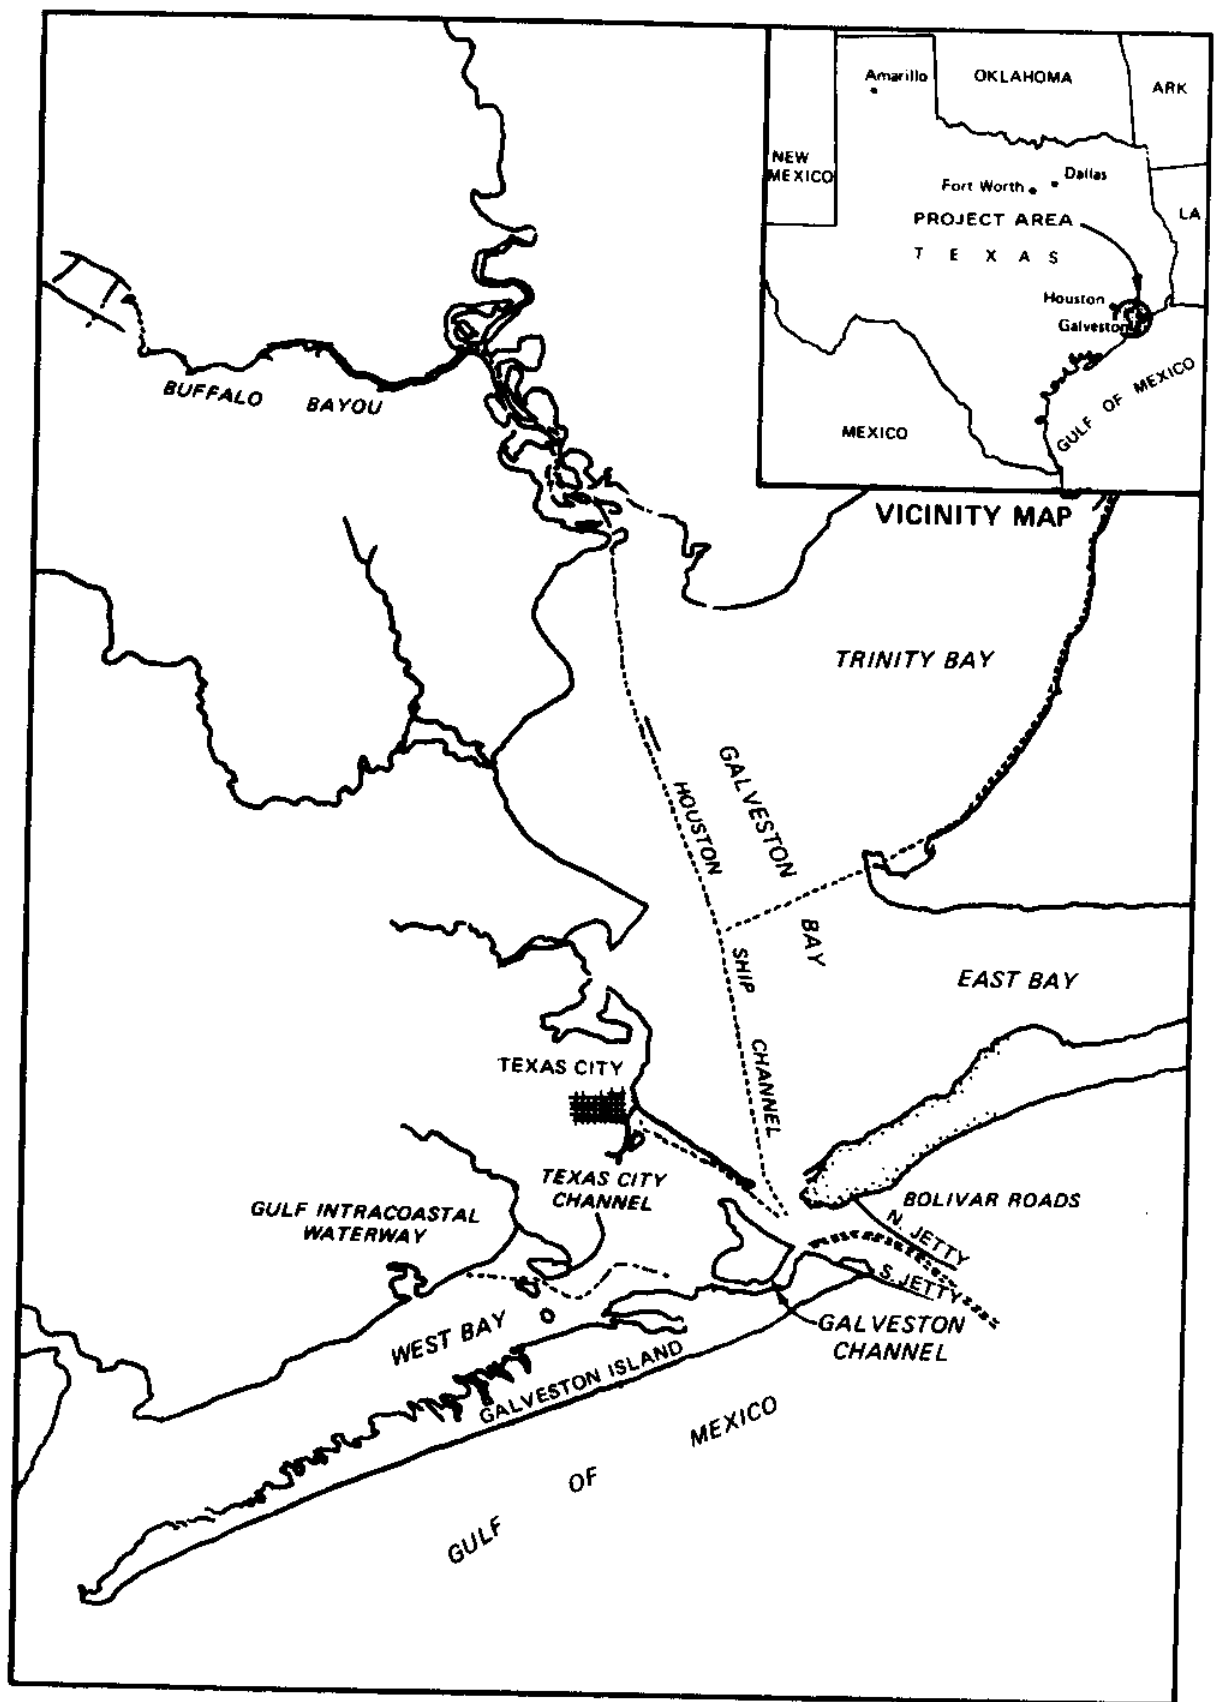 Amarillo
OKLAHOMA
ARK
NEW
MEXICO
Fort Worth
Dallas
LA
PROJECT AREA
TEXAS
Houston
Galveston
GULF OF MEXICO
MEXICO
VICINITY MAP
BUFFALO BAYOU
TRINITY BAY
GALVESTON
BAY
HOUSTON
SHIP
CHANNEL
EAST BAY
TEXAS CITY
TEXAS CITY
CHANNEL
GULF INTRACOASTAL
WATERWAY
BOLIVAR ROADS
N. JETTY
S. JETTY
GALVESTON
CHANNEL
WEST BAY
GALVESTON ISLAND
GULF OF MEXICO